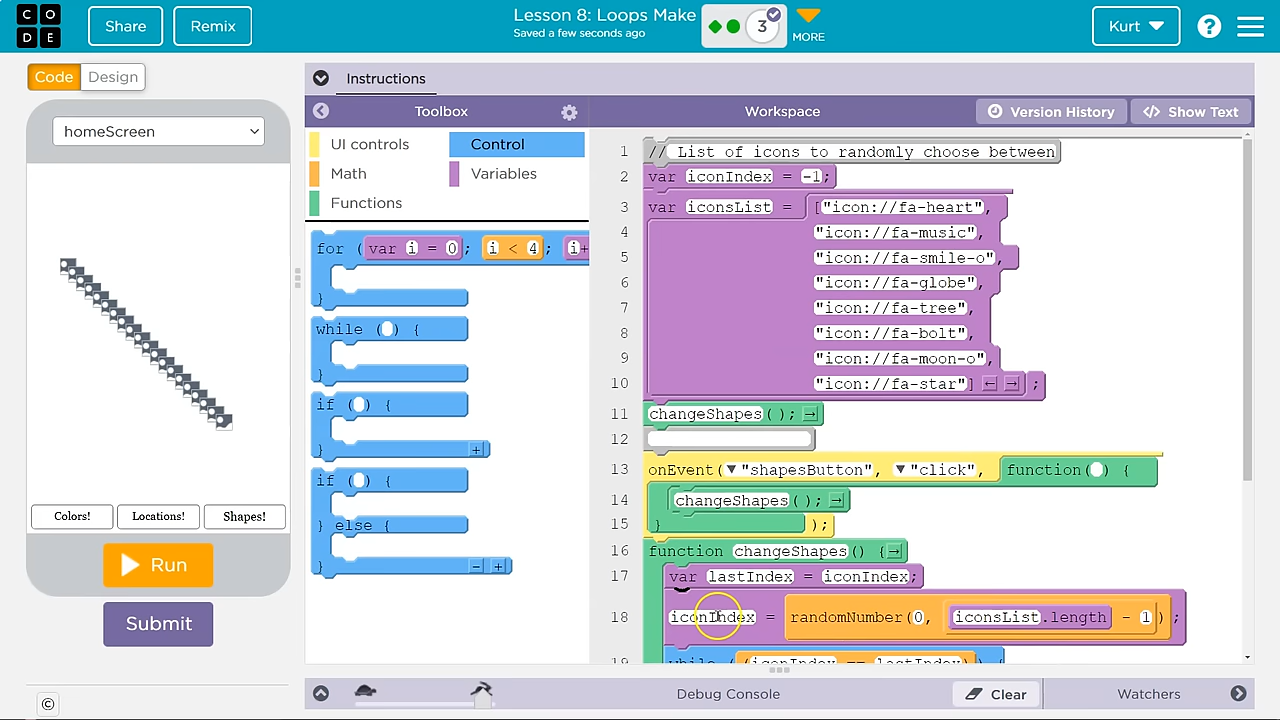 C O D E
Share
Remix
Lesson 8: Loops Make
Saved a few seconds ago
3
MORE
Kurt
?
Code
Design
Instructions
homeScreen
Toolbox
Workspace
Version History
</> Show Text
UI controls
Control
Math
Variables
Functions
for ( var i = 0 ; i < 4 ; i+
}
while ( ) {
}
if ( ) {
} +
if ( ) {
} else {
} - +
1 // List of icons to randomly choose between
2 var iconIndex = -1;
3 var iconsList = ["icon://fa-heart",
4 "icon://fa-music",
5 "icon://fa-smile-o",
6 "icon://fa-globe",
7 "icon://fa-tree",
8 "icon://fa-bolt",
9 "icon://fa-moon-o",
10 "icon://fa-star"] ← → ;
11 changeShapes(); →
12
13 onEvent(▼"shapesButton", ▼"click", function( ) {
14 changeShapes(); →
15 } );
16 function changeShapes() { →
17 var lastIndex = iconIndex;
18 iconIndex = randomNumber(0, iconsList.length - 1);
19 while ((iconIndex == lastIndex)) {
Colors!
Locations!
Shapes!
Run
Submit
©
Debug Console
Clear
Watchers